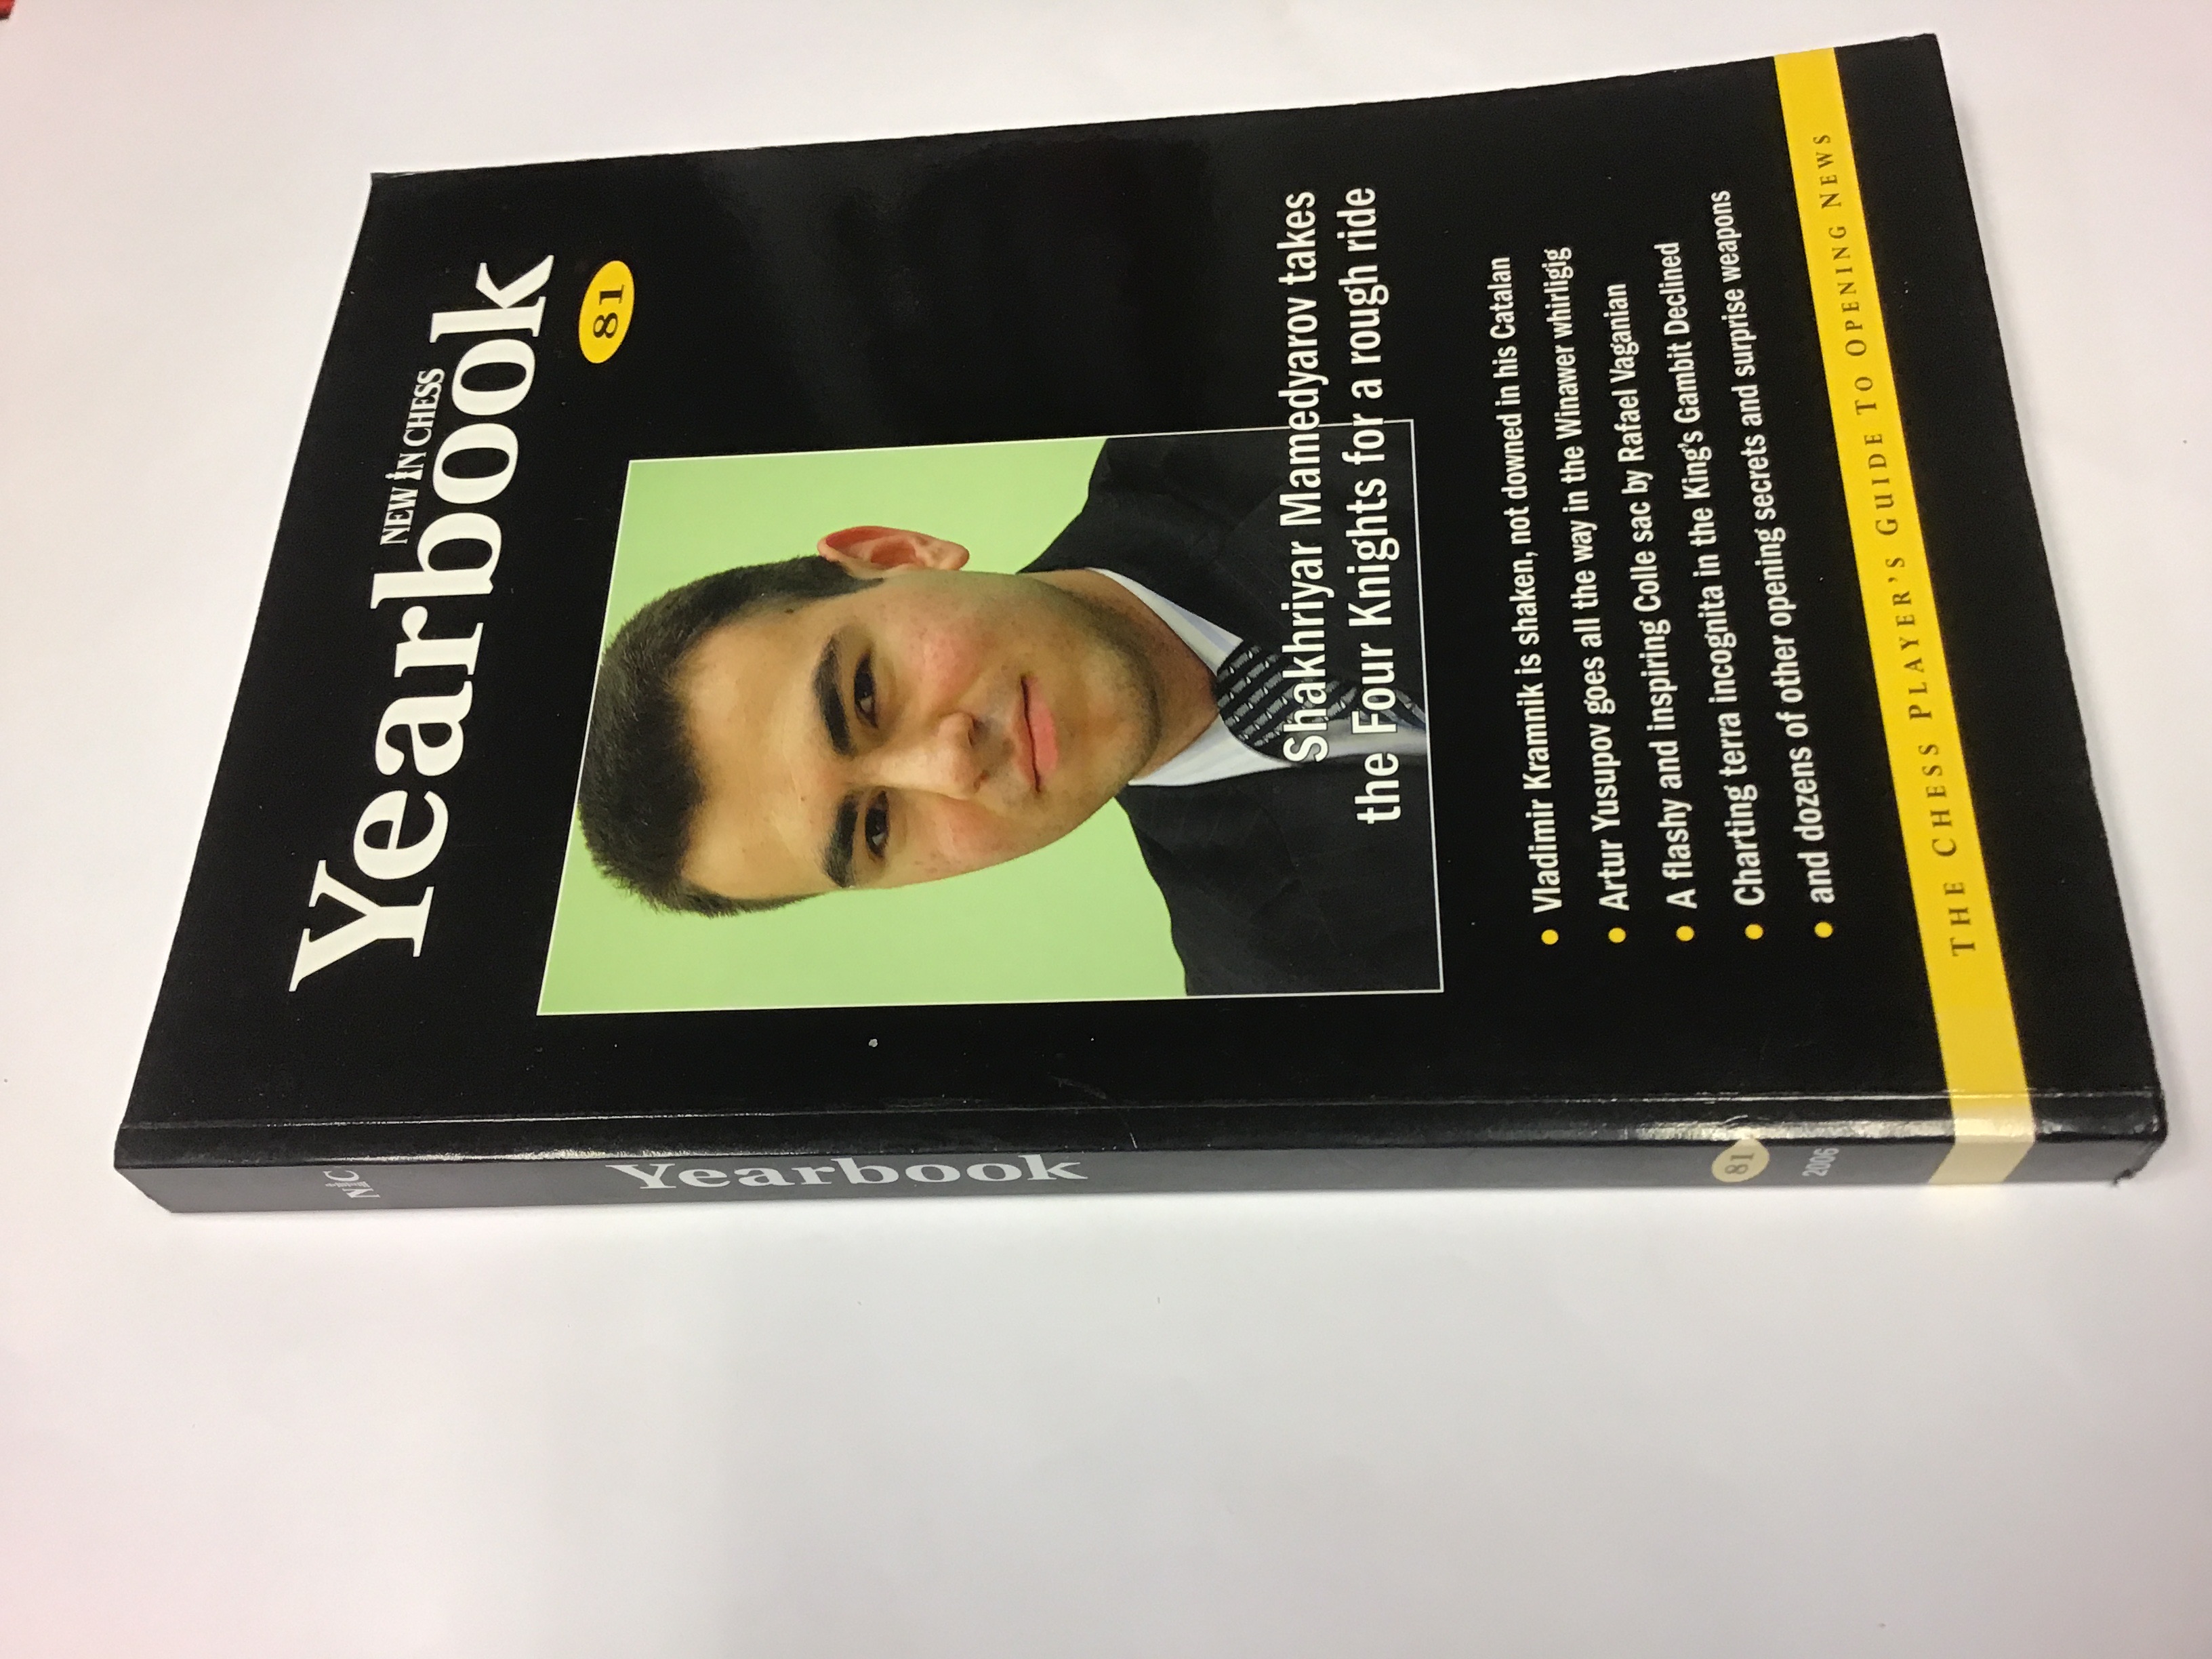 NEW IN CHESS
Yearbook
81
Shakhriyar Mamedyarov takes
the Four Knights for a rough ride
• Vladimir Kramnik is shaken, not downed in his Catalan
• Artur Yusupov goes all the way in the Winawer whirligig
• A flashy and inspiring Colle sac by Rafael Vaganian
• Charting terra incognita in the King's Gambit Declined
• and dozens of other opening secrets and surprise weapons
THE CHESS PLAYER'S GUIDE TO OPENING NEWS
NIC
Yearbook
81
2006